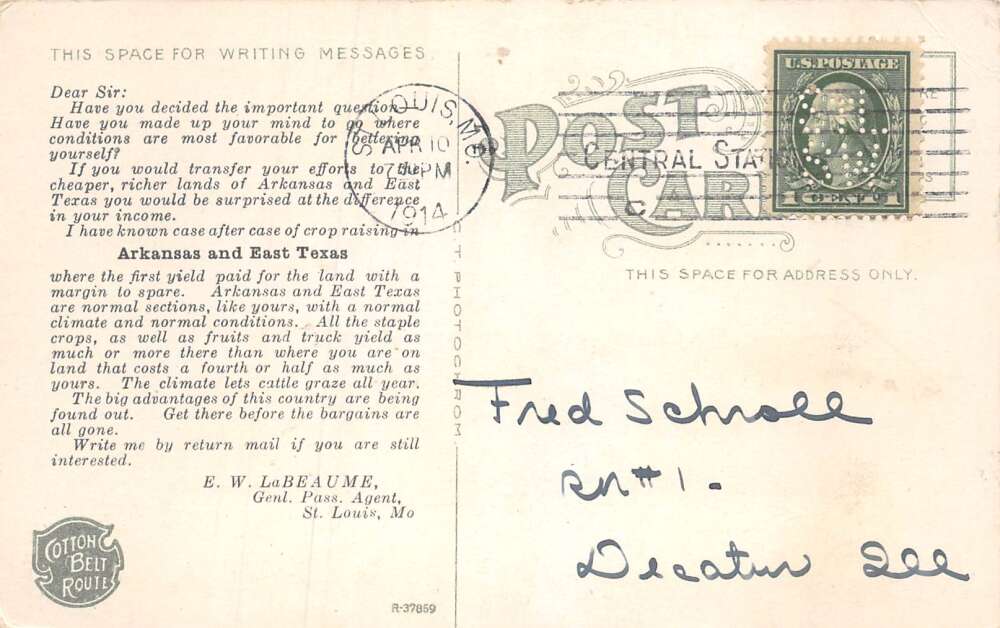 THIS SPACE FOR WRITING MESSAGES.
Dear Sir:
Have you decided the important question—
Have you made up your mind to go where
conditions are most favorable for bettering
yourself?
If you would transfer your efforts to the
cheaper, richer lands of Arkansas and East
Texas you would be surprised at the difference
in your income.
I have known case after case of crop raising in
Arkansas and East Texas
where the first yield paid for the land with a
margin to spare. Arkansas and East Texas
are normal sections, like yours, with a normal
climate and normal conditions. All the staple
crops, as well as fruits and truck yield as
much or more there than where you are on
land that costs a fourth or half as much as
yours. The climate lets cattle graze all year.
The big advantages of this country are being
found out. Get there before the bargains are
all gone.
Write me by return mail if you are still
interested.
E. W. LaBEAUME,
Genl. Pass. Agent,
St. Louis, Mo
COTTON
BELT
ROUTE
R-37859
PHOTOCHROM
ST. LOUIS, MO.
APR 10
PM
1914
POST
CARD
CENTRAL STATION
U.S. POSTAGE
1 CENT 1
THIS SPACE FOR ADDRESS ONLY.
Fred Schroll
RR #1-
Decatur Ill